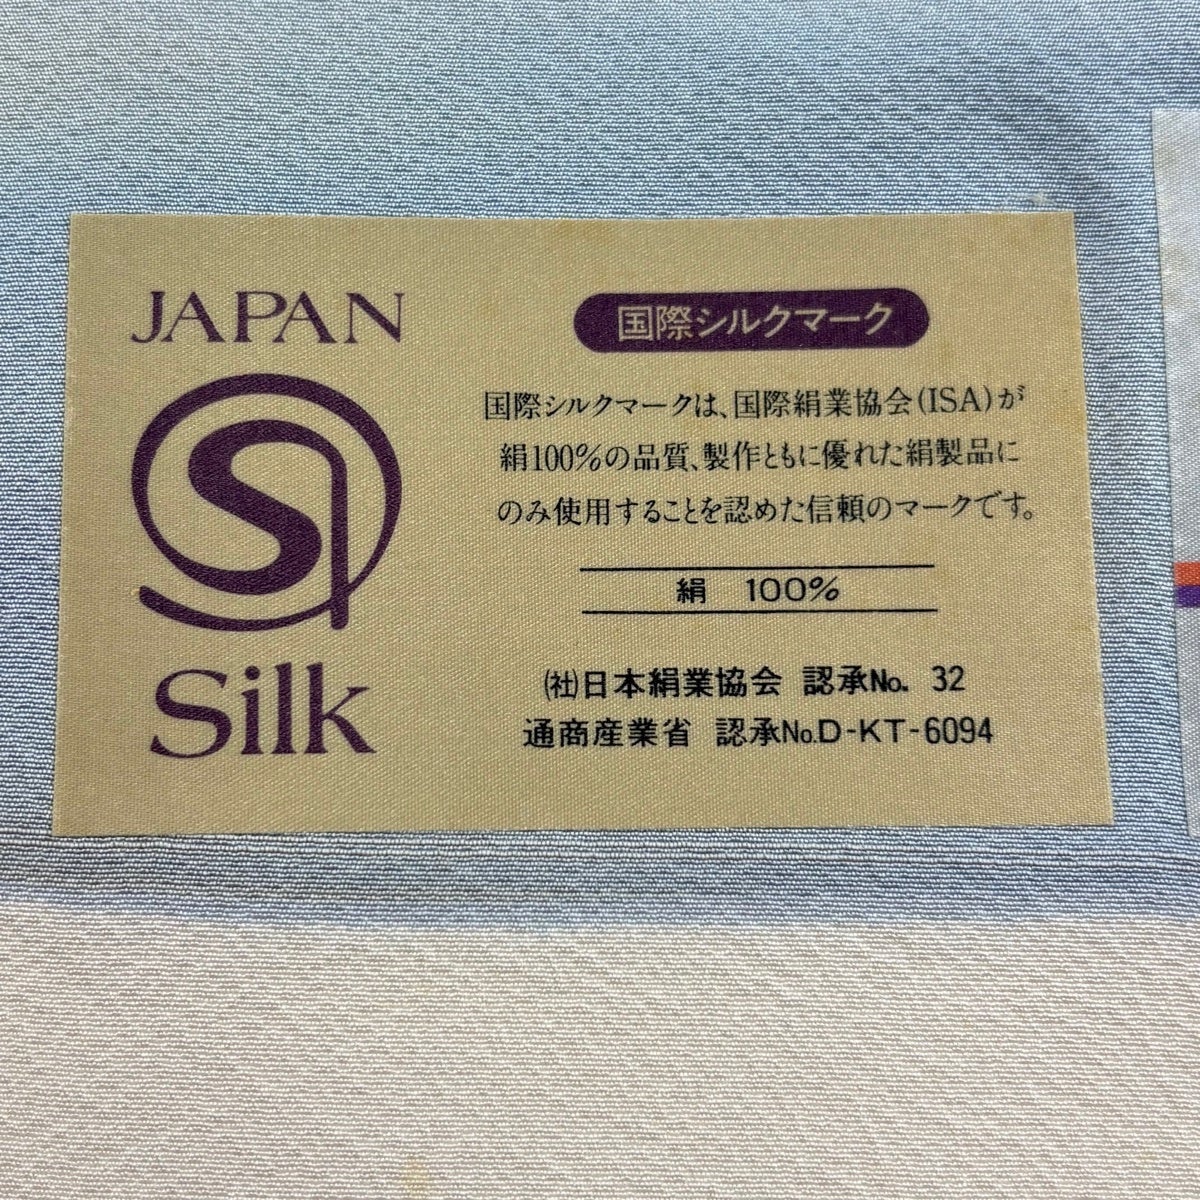 JAPAN
Silk
国際シルクマーク
国際シルクマークは、国際絹業協会(ISA)が
絹100%の品質、製作ともに優れた絹製品に
のみ使用することを認めた信頼のマークです。
絹 100%
(社)日本絹業協会 認承No. 32
通商産業省 認承No.D-KT-6094